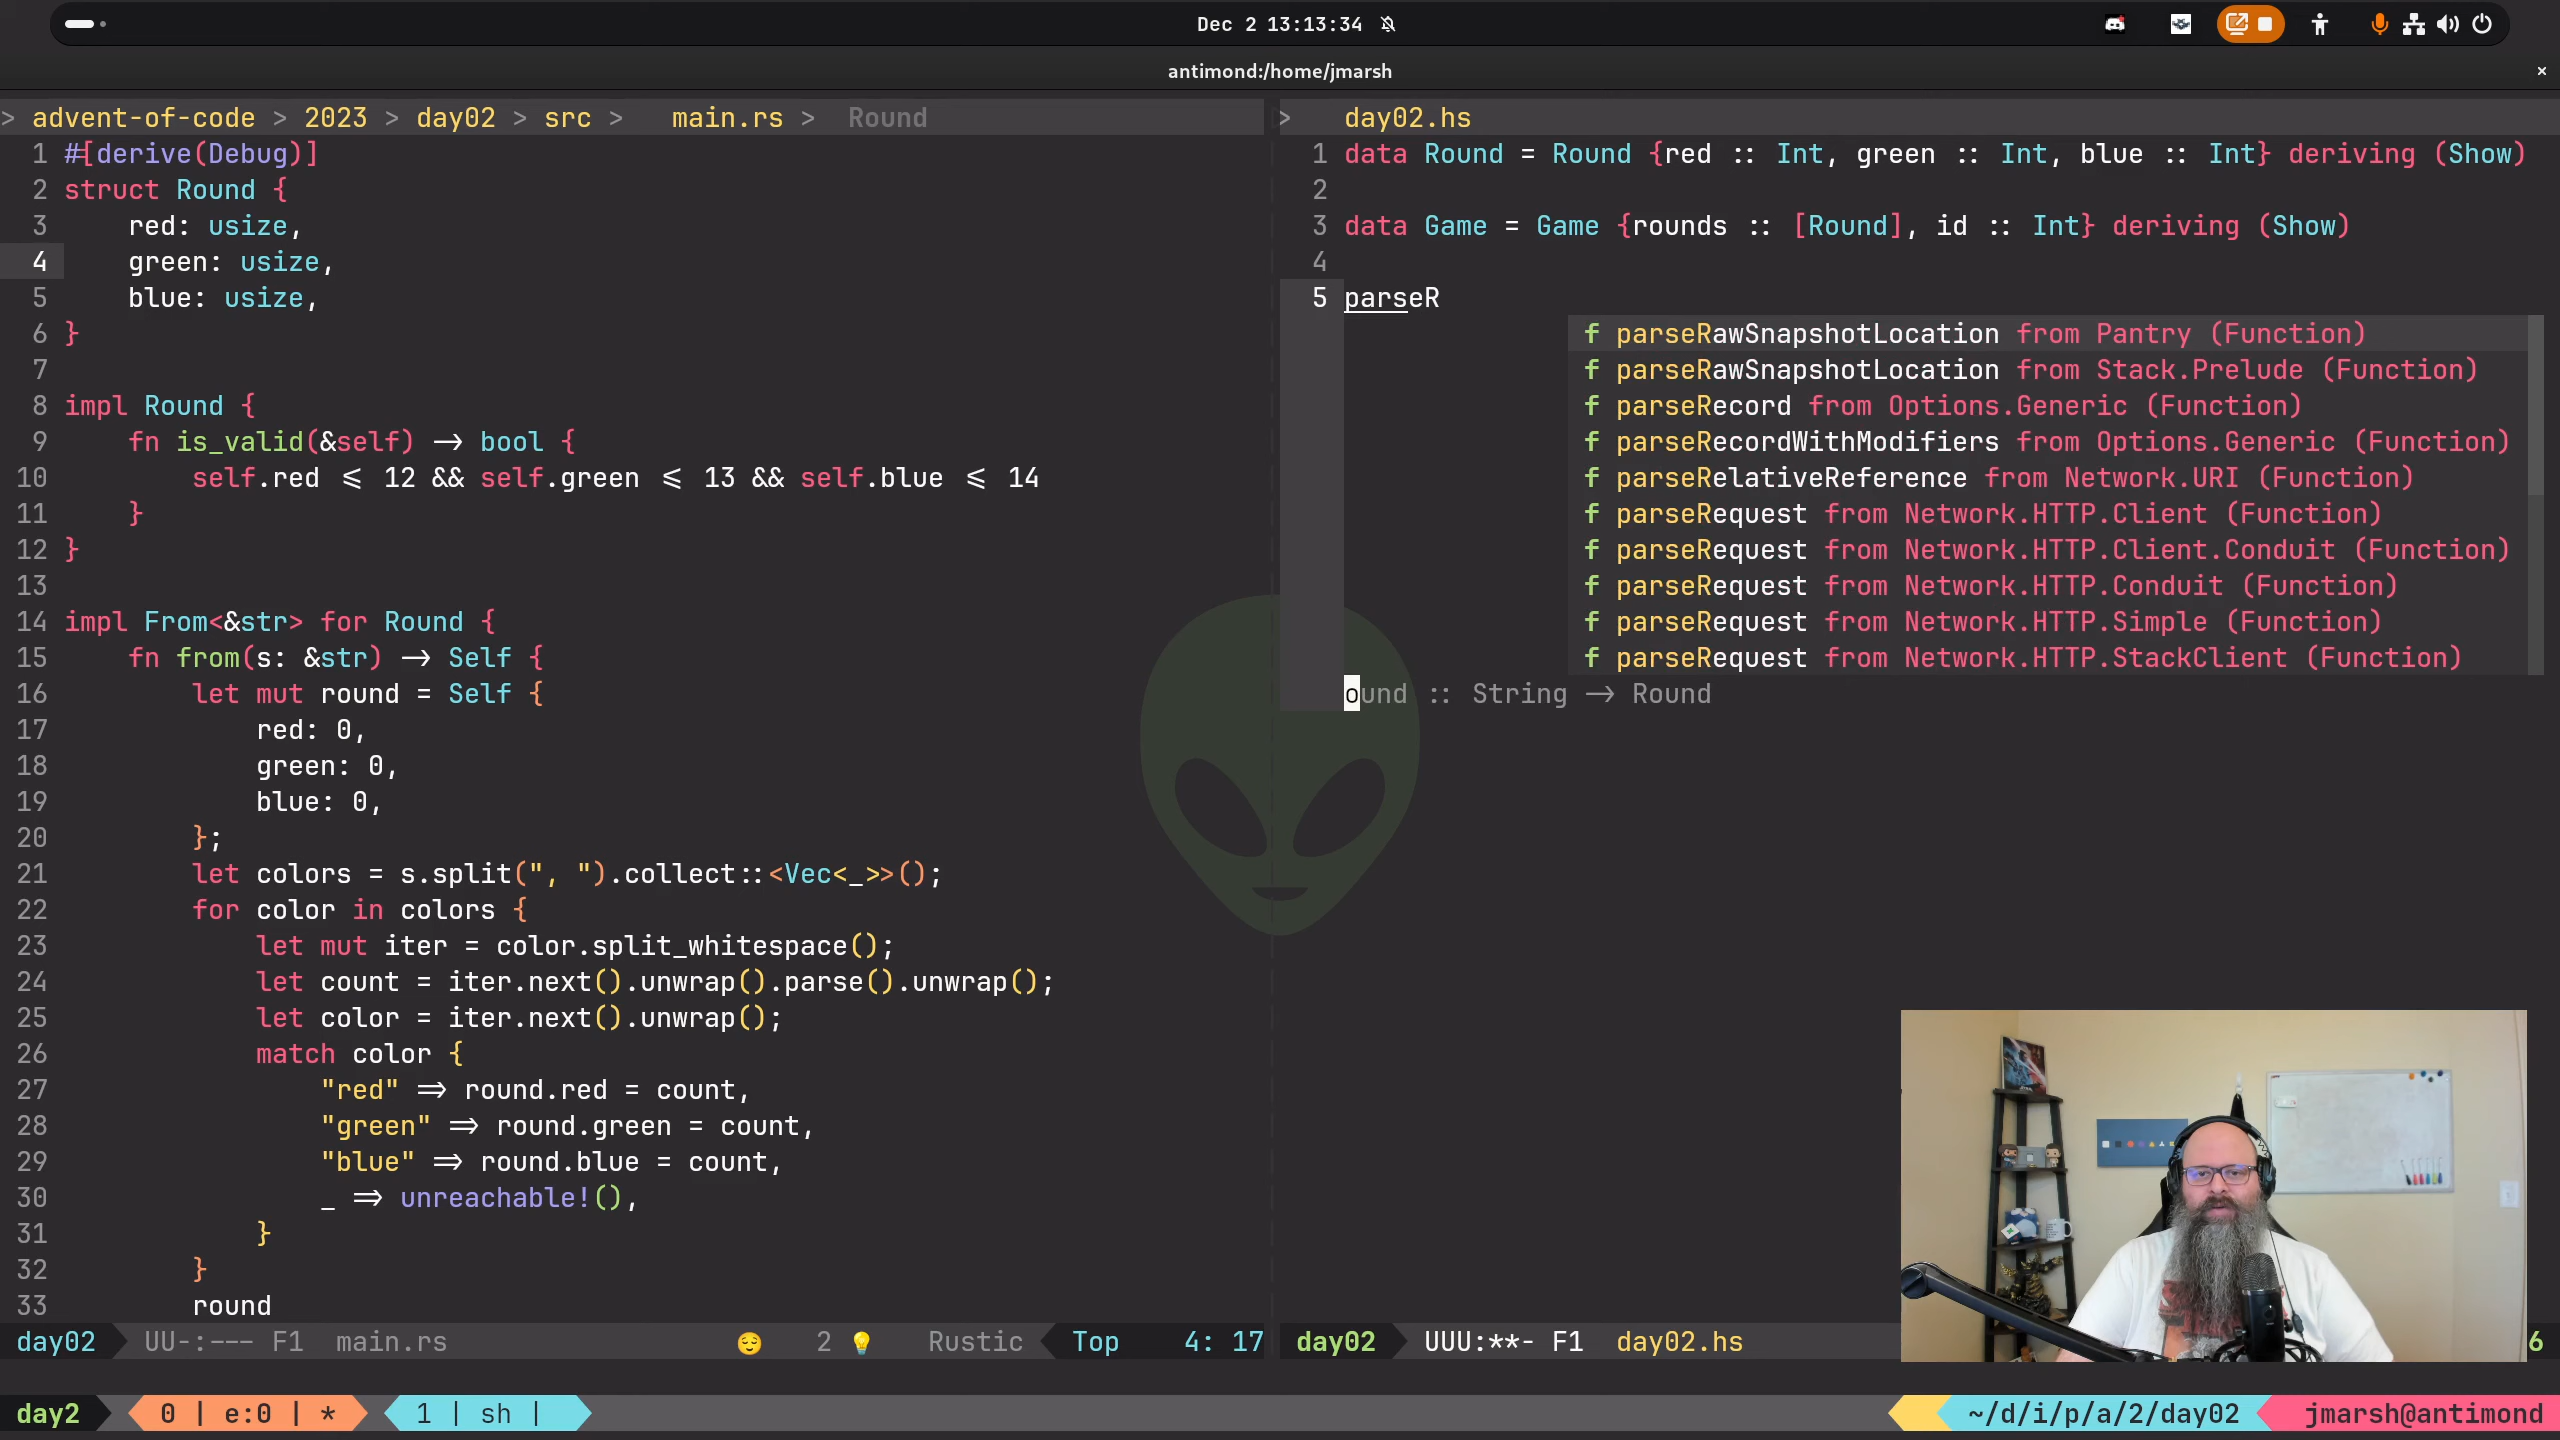 Dec 2 13:13:34
antimond:/home/jmarsh ×
> advent-of-code > 2023 > day02 > src > main.rs > Round
1 #[derive(Debug)]
2 struct Round {
3 red: usize,
4 green: usize,
5 blue: usize,
6 }
7
8 impl Round {
9 fn is_valid(&self) -> bool {
10 self.red <= 12 && self.green <= 13 && self.blue <= 14
11 }
12 }
13
14 impl From<&str> for Round {
15 fn from(s: &str) -> Self {
16 let mut round = Self {
17 red: 0,
18 green: 0,
19 blue: 0,
20 };
21 let colors = s.split(", ").collect::<Vec<_>>();
22 for color in colors {
23 let mut iter = color.split_whitespace();
24 let count = iter.next().unwrap().parse().unwrap();
25 let color = iter.next().unwrap();
26 match color {
27 "red" => round.red = count,
28 "green" => round.green = count,
29 "blue" => round.blue = count,
30 _ => unreachable!(),
31 }
32 }
33 round
day02 UU-:--- F1 main.rs 2 Rustic Top 4: 17
> day02.hs
1 data Round = Round {red :: Int, green :: Int, blue :: Int} deriving (Show)
2
3 data Game = Game {rounds :: [Round], id :: Int} deriving (Show)
4
5 parseR
f parseRawSnapshotLocation from Pantry (Function)
f parseRawSnapshotLocation from Stack.Prelude (Function)
f parseRecord from Options.Generic (Function)
f parseRecordWithModifiers from Options.Generic (Function)
f parseRelativeReference from Network.URI (Function)
f parseRequest from Network.HTTP.Client (Function)
f parseRequest from Network.HTTP.Client.Conduit (Function)
f parseRequest from Network.HTTP.Conduit (Function)
f parseRequest from Network.HTTP.Simple (Function)
f parseRequest from Network.HTTP.StackClient (Function)
ound :: String -> Round
day02 UUU:**- F1 day02.hs 6
day2 0 | e:0 | * 1 | sh | ~/d/i/p/a/2/day02 jmarsh@antimond